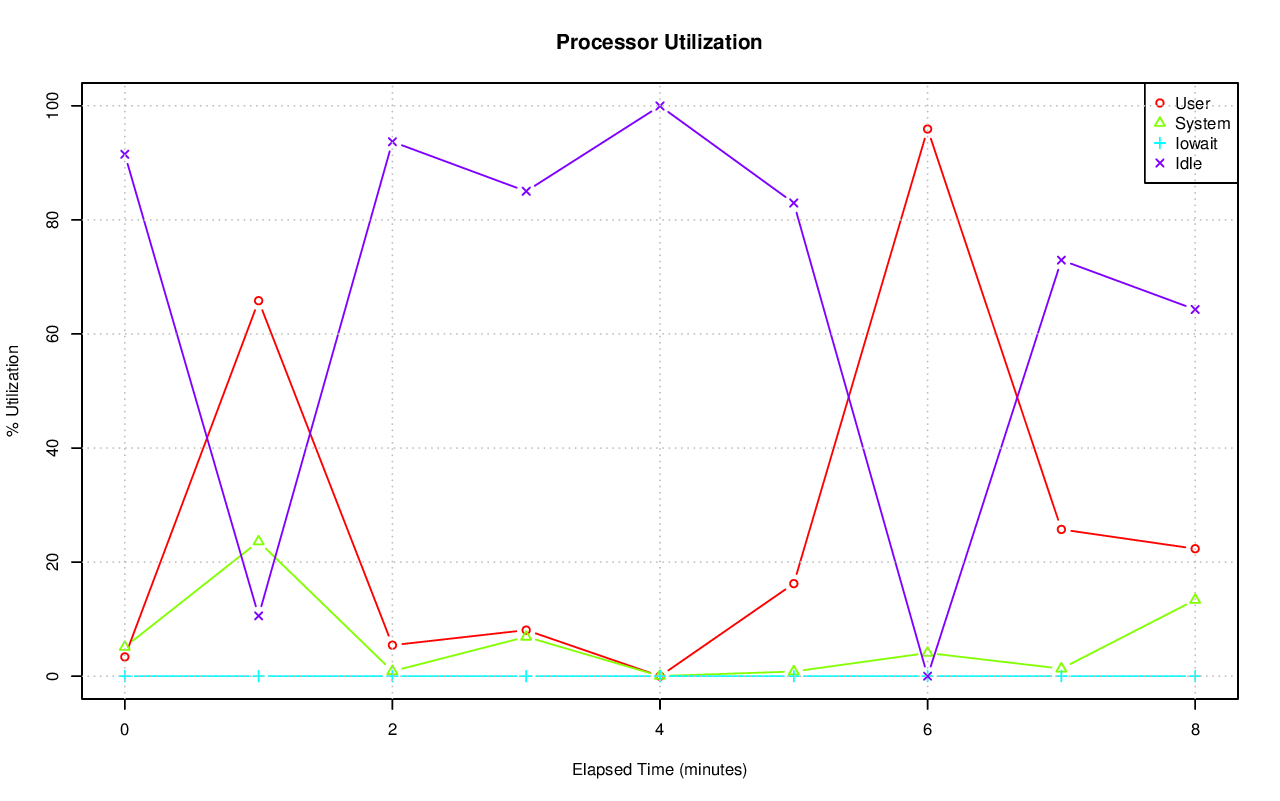 Processor Utilization
100
80
60
40
20
0
% Utilization
User
System
Iowait
Idle
0 2 4 6 8
Elapsed Time (minutes)